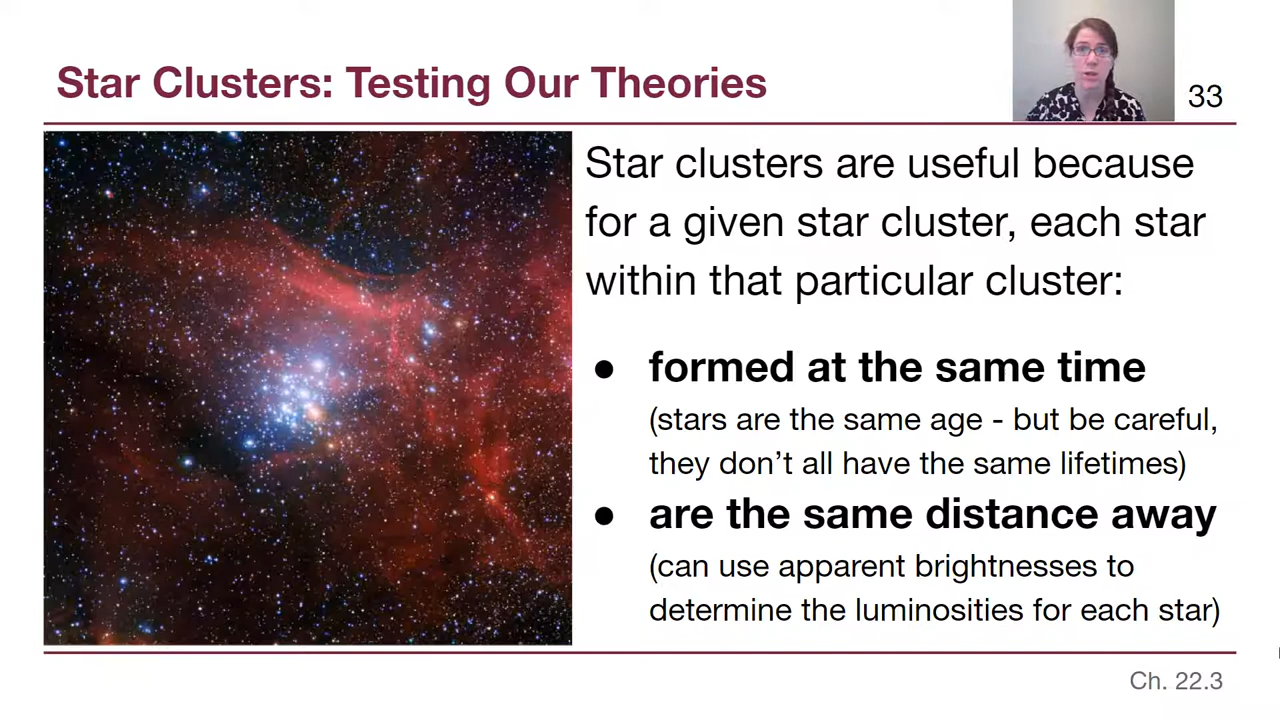 Star Clusters: Testing Our Theories
33
Star clusters are useful because
for a given star cluster, each star
within that particular cluster:
● formed at the same time
(stars are the same age - but be careful,
they don’t all have the same lifetimes)
● are the same distance away
(can use apparent brightnesses to
determine the luminosities for each star)
Ch. 22.3